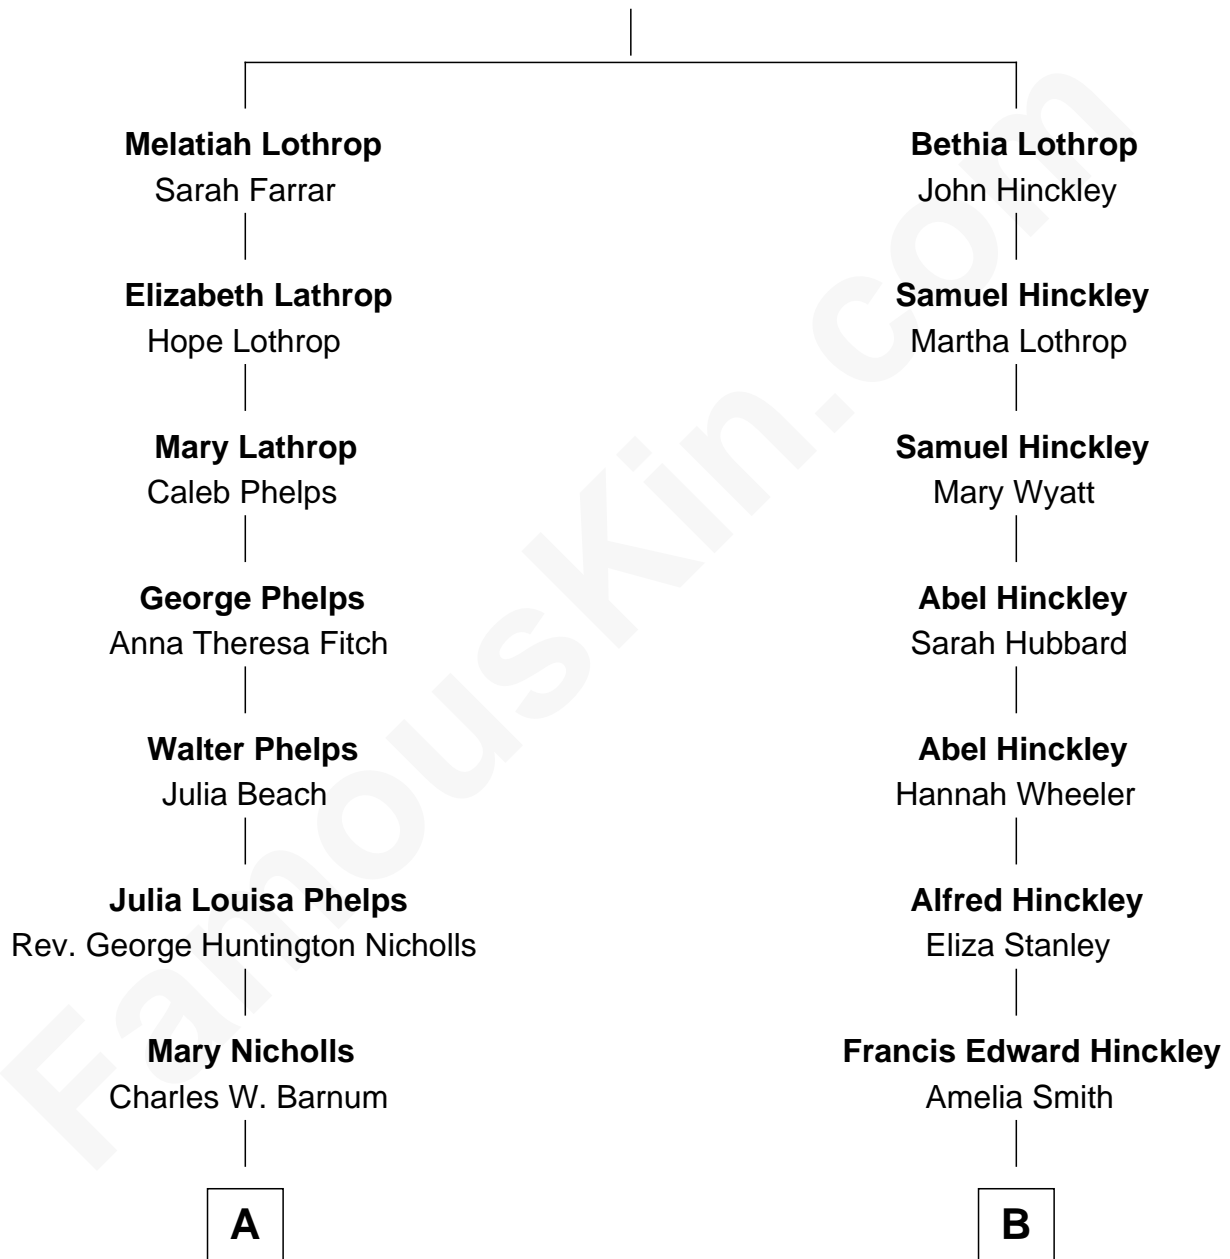 Melatiah Lothrop
Sarah Farrar
Elizabeth Lathrop
Hope Lothrop
Mary Lathrop
Caleb Phelps
George Phelps
Anna Theresa Fitch
Walter Phelps
Julia Beach
Julia Louisa Phelps
Rev. George Huntington Nicholls
Mary Nicholls
Charles W. Barnum
A
Bethia Lothrop
John Hinckley
Samuel Hinckley
Martha Lothrop
Samuel Hinckley
Mary Wyatt
Abel Hinckley
Sarah Hubbard
Abel Hinckley
Hannah Wheeler
Alfred Hinckley
Eliza Stanley
Francis Edward Hinckley
Amelia Smith
B
FamousKin.com